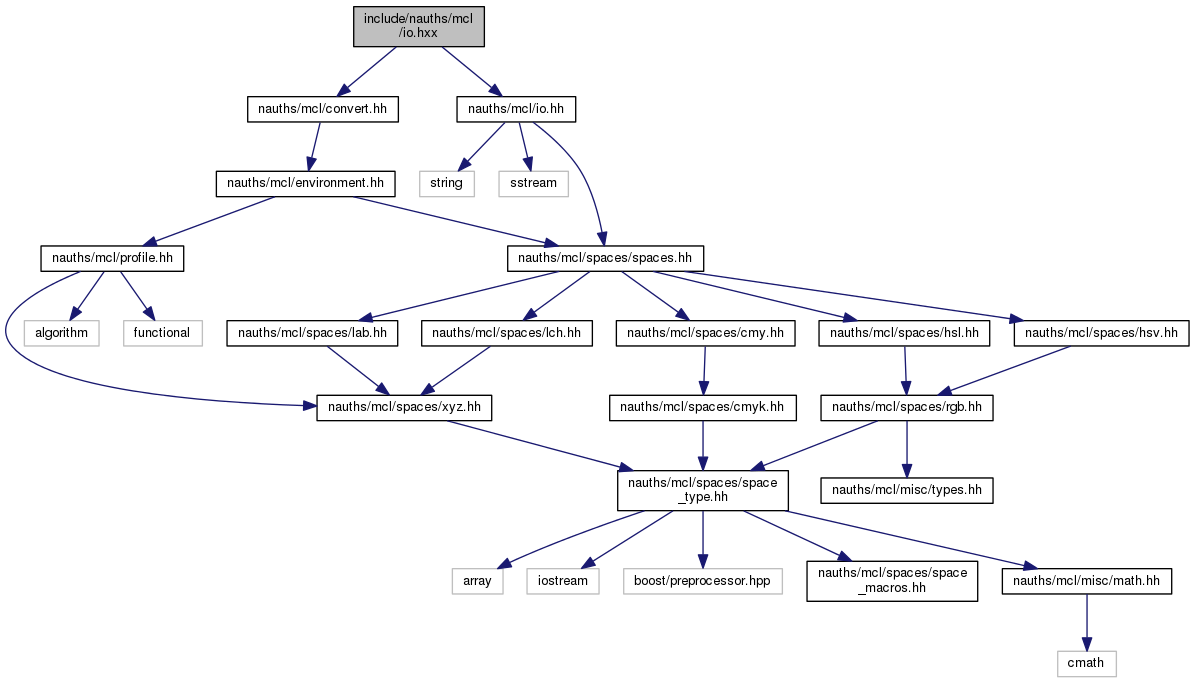 include/nauths/mcl
/io.hxx
nauths/mcl/convert.hh
nauths/mcl/io.hh
nauths/mcl/environment.hh
string
sstream
nauths/mcl/profile.hh
nauths/mcl/spaces/spaces.hh
algorithm
functional
nauths/mcl/spaces/lab.hh
nauths/mcl/spaces/lch.hh
nauths/mcl/spaces/cmy.hh
nauths/mcl/spaces/hsl.hh
nauths/mcl/spaces/hsv.hh
nauths/mcl/spaces/xyz.hh
nauths/mcl/spaces/cmyk.hh
nauths/mcl/spaces/rgb.hh
nauths/mcl/spaces/space
_type.hh
nauths/mcl/misc/types.hh
array
iostream
boost/preprocessor.hpp
nauths/mcl/spaces/space
_macros.hh
nauths/mcl/misc/math.hh
cmath